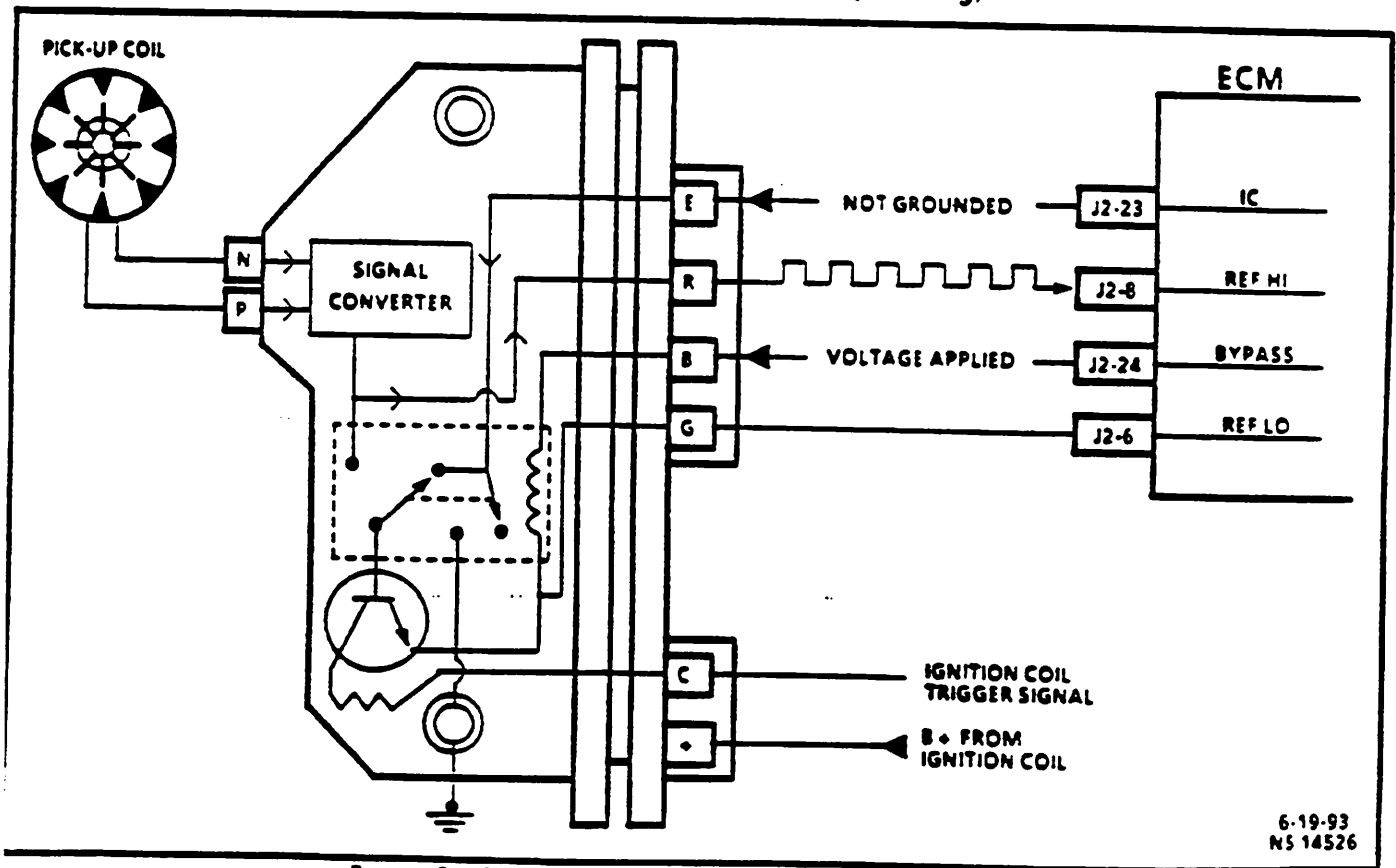 PICK-UP COIL
ECM
N
P
SIGNAL
CONVERTER
E
NOT GROUNDED
J2-23
IC
R
J2-8
REF HI
B
VOLTAGE APPLIED
J2-24
BYPASS
G
J2-6
REF LO
C
IGNITION COIL
TRIGGER SIGNAL
+
B + FROM
IGNITION COIL
6-19-93
NS 14526